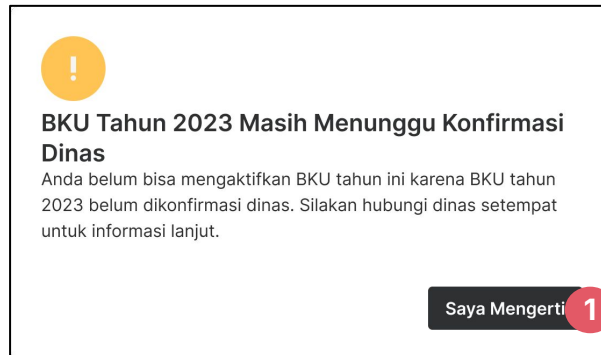 !
BKU Tahun 2023 Masih Menunggu Konfirmasi
Dinas
Anda belum bisa mengaktifkan BKU tahun ini karena BKU tahun
2023 belum dikonfirmasi dinas. Silakan hubungi dinas setempat
untuk informasi lanjut.
Saya Mengerti 1